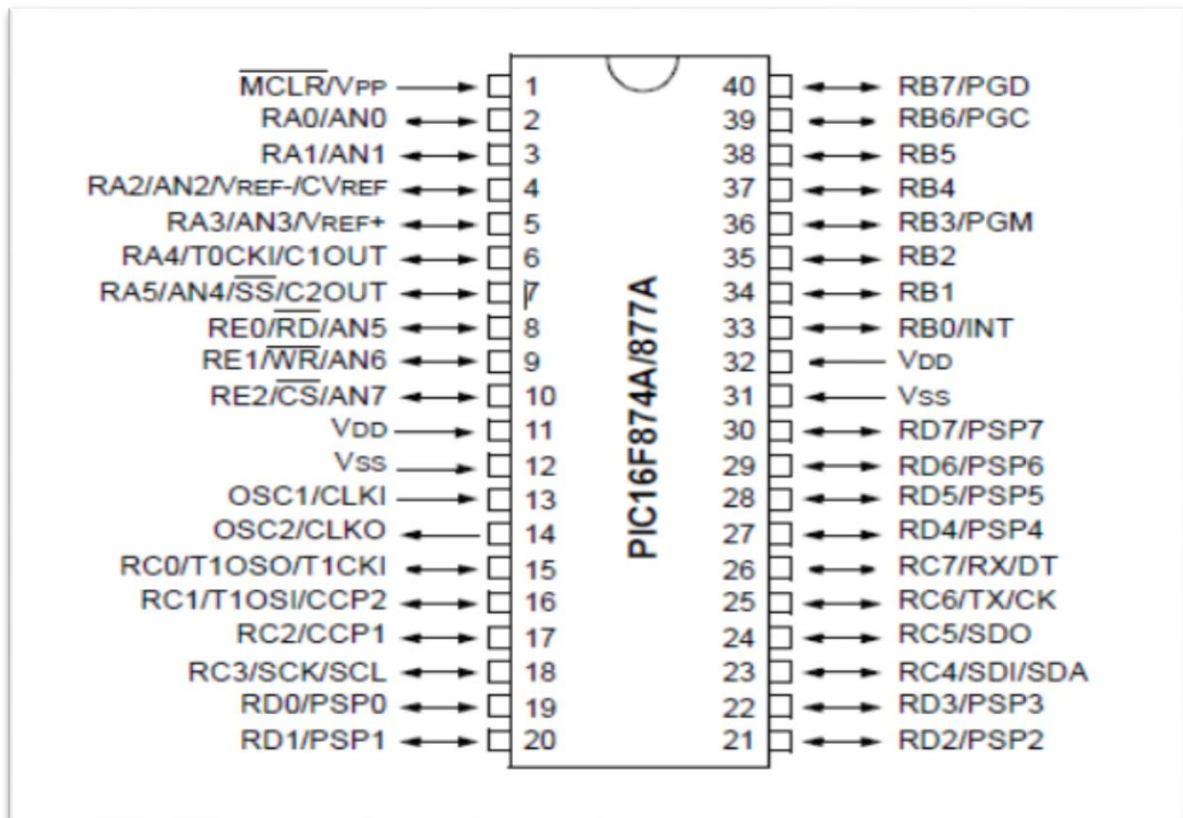 MCLR/VPP 1 40 RB7/PGD
RA0/AN0 2 39 RB6/PGC
RA1/AN1 3 38 RB5
RA2/AN2/VREF-/CVREF 4 37 RB4
RA3/AN3/VREF+ 5 36 RB3/PGM
RA4/T0CKI/C1OUT 6 35 RB2
RA5/AN4/SS/C2OUT 7 34 RB1
RE0/RD/AN5 8 33 RB0/INT
RE1/WR/AN6 9 32 VDD
RE2/CS/AN7 10 31 VSS
VDD 11 30 RD7/PSP7
VSS 12 29 RD6/PSP6
OSC1/CLKI 13 28 RD5/PSP5
OSC2/CLKO 14 27 RD4/PSP4
RC0/T1OSO/T1CKI 15 26 RC7/RX/DT
RC1/T1OSI/CCP2 16 25 RC6/TX/CK
RC2/CCP1 17 24 RC5/SDO
RC3/SCK/SCL 18 23 RC4/SDI/SDA
RD0/PSP0 19 22 RD3/PSP3
RD1/PSP1 20 21 RD2/PSP2
PIC16F874A/877A